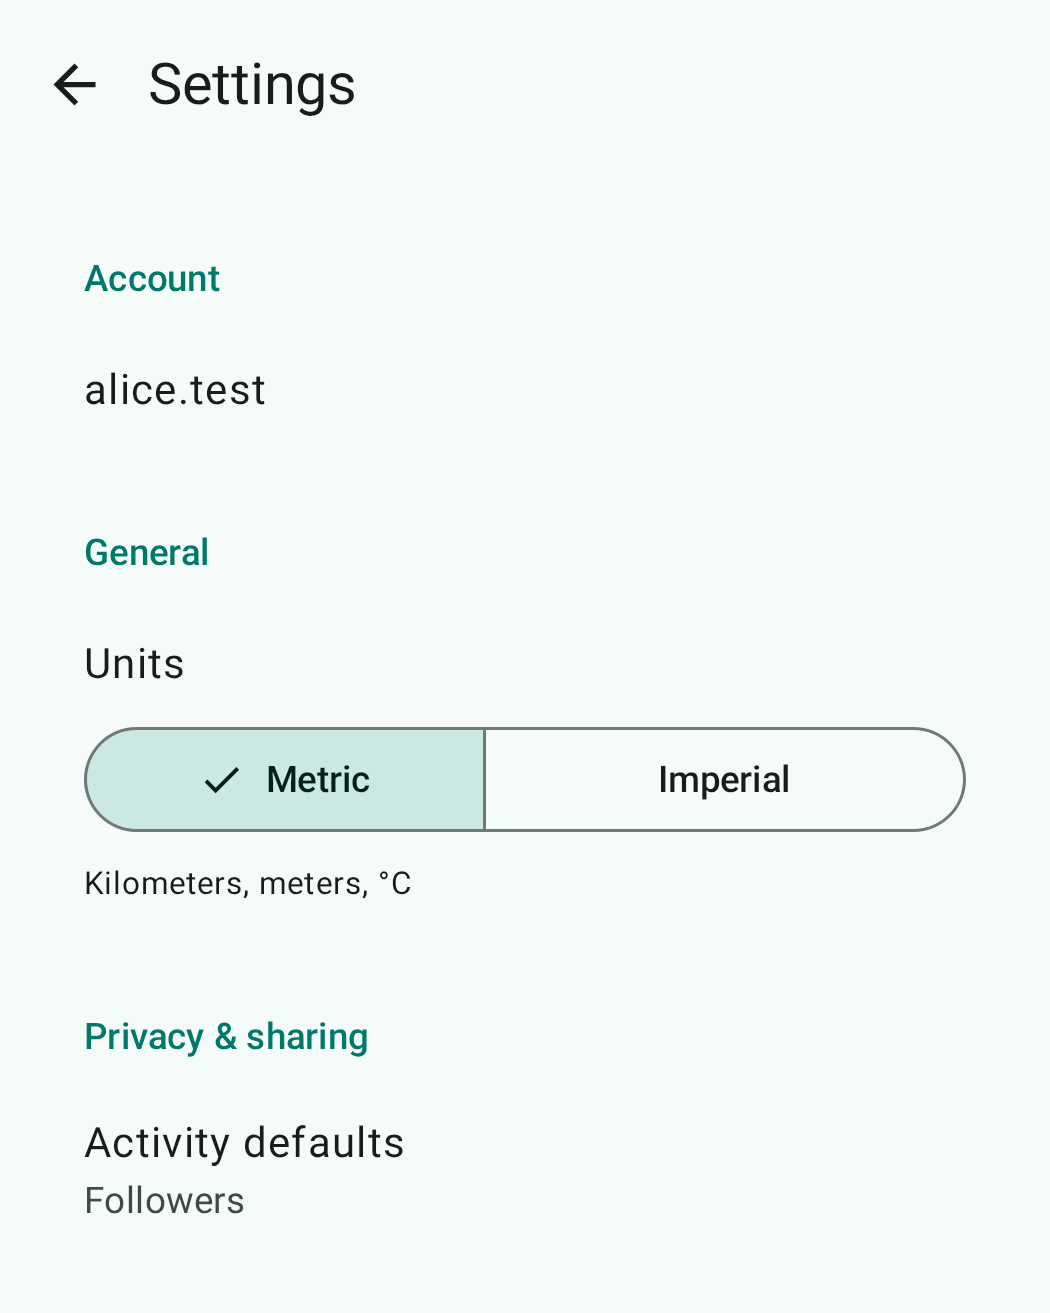 Settings
Account
alice.test
General
Units
Metric Imperial
Kilometers, meters, °C
Privacy & sharing
Activity defaults
Followers